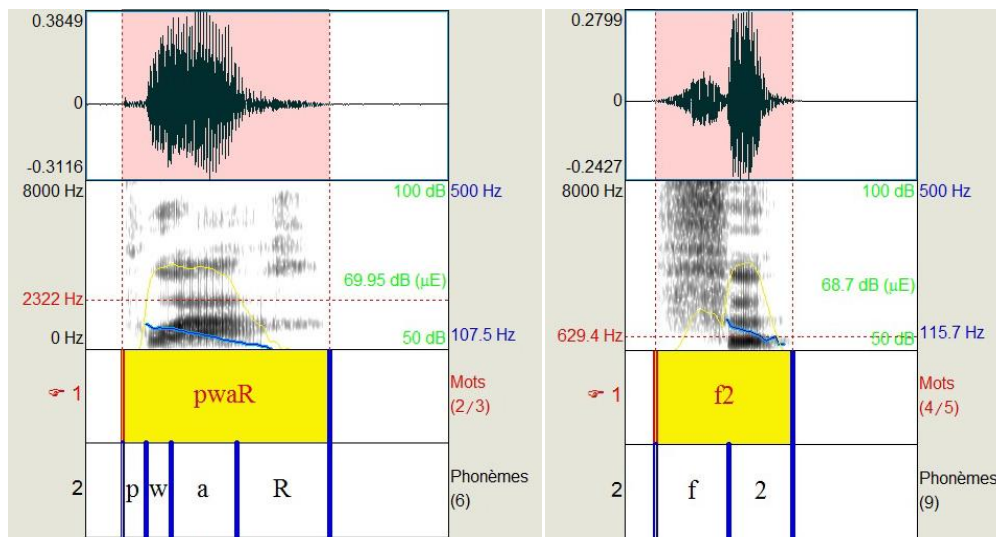 0.3849
0
-0.3116
8000 Hz
100 dB
500 Hz
69.95 dB (µE)
2322 Hz
0 Hz
50 dB
107.5 Hz
☞ 1
pwaR
Mots
(2/3)
2
p w a R
Phonèmes
(6)
0.2799
0
-0.2427
8000 Hz
100 dB
500 Hz
68.7 dB (µE)
629.4 Hz
50 dB
115.7 Hz
0 Hz
☞ 1
f2
Mots
(4/5)
2
f 2
Phonèmes
(9)